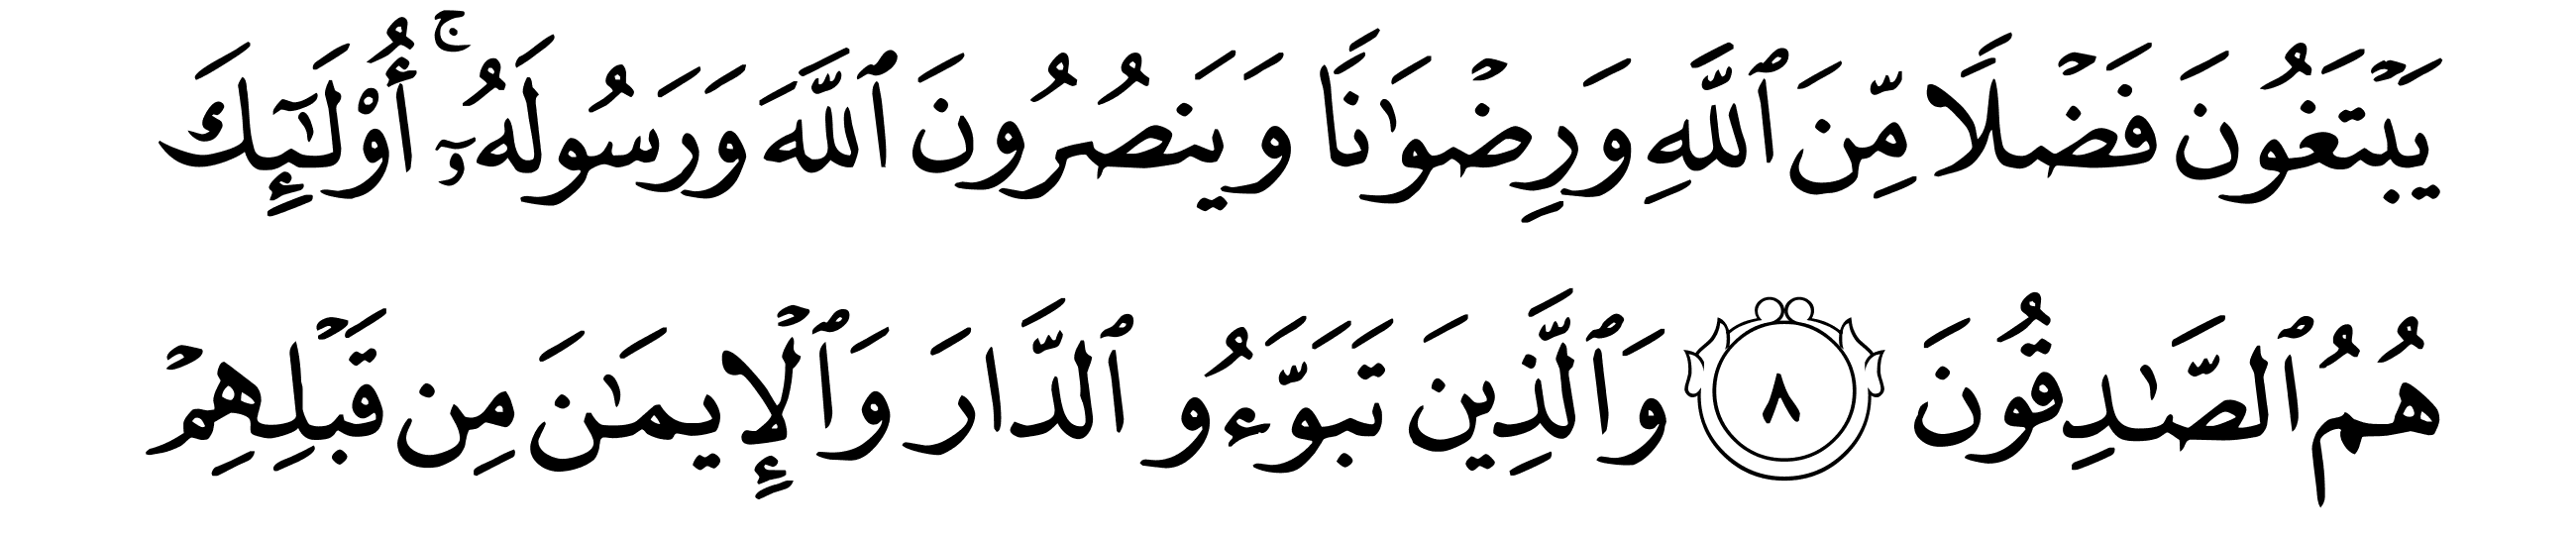 يَبْتَغُونَ فَضْلًا مِّنَ ٱللَّهِ وَرِضْوَٰنًا وَيَنصُرُونَ ٱللَّهَ وَرَسُولَهُۥٓ ۚ أُو۟لَـٰٓئِكَ
هُمُ ٱلصَّـٰدِقُونَ ٨ وَٱلَّذِينَ تَبَوَّءُو ٱلدَّارَ وَٱلْإِيمَـٰنَ مِن قَبْلِهِمْ